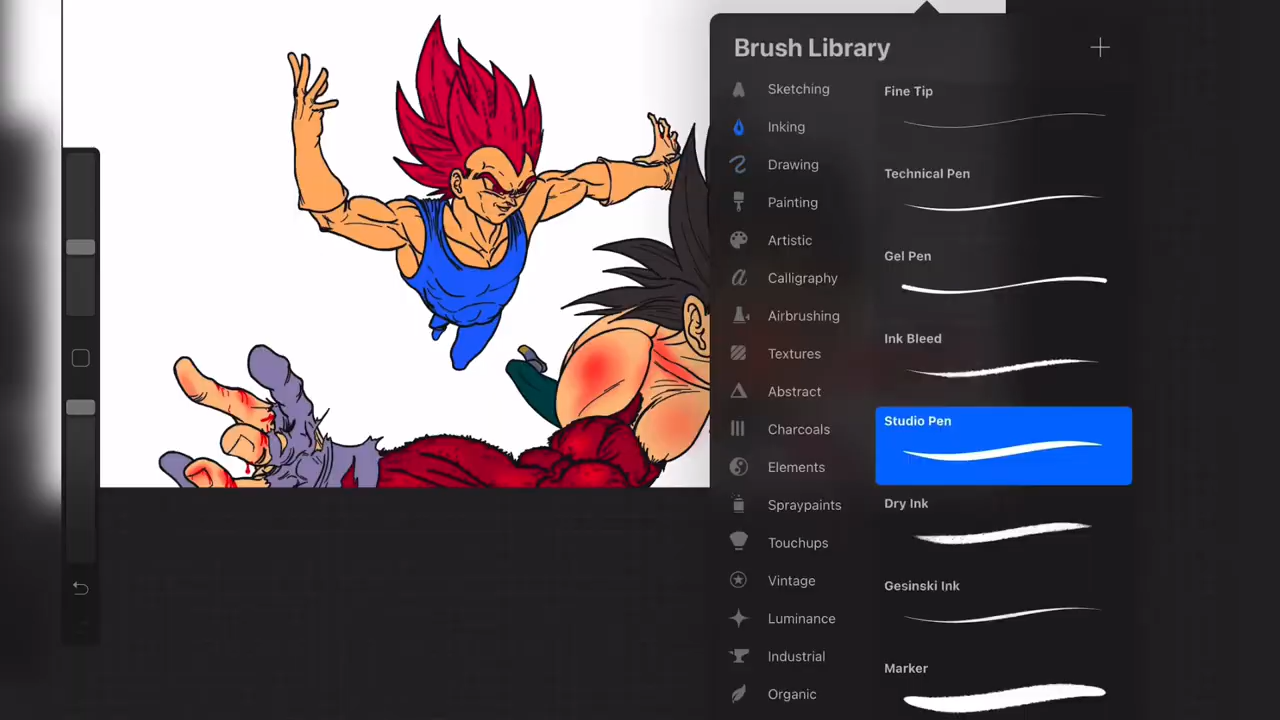 Brush Library
Sketching
Inking
Drawing
Painting
Artistic
Calligraphy
Airbrushing
Textures
Abstract
Charcoals
Elements
Spraypaints
Touchups
Vintage
Luminance
Industrial
Organic
Fine Tip
Technical Pen
Gel Pen
Ink Bleed
Studio Pen
Dry Ink
Gesinski Ink
Marker